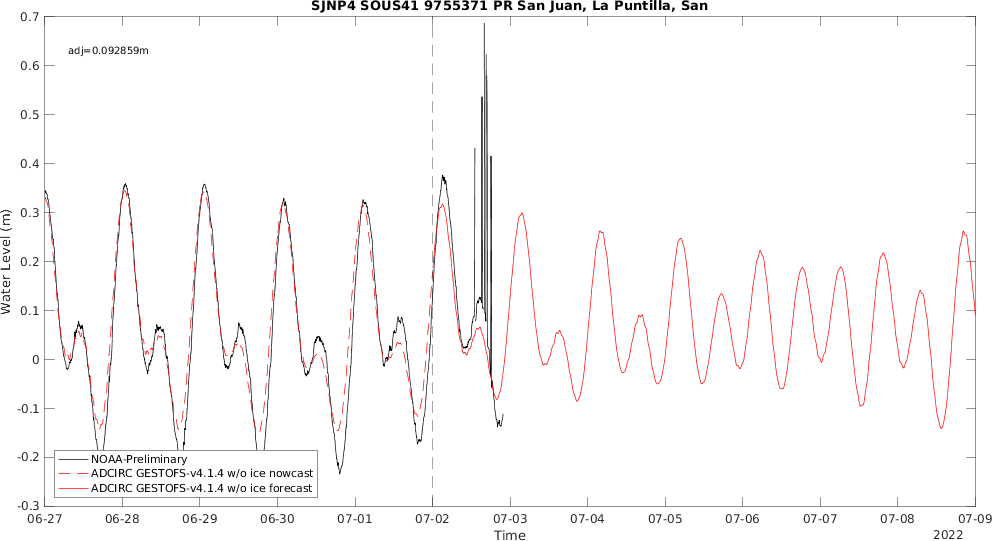 SJNP4 SOUS41 9755371 PR San Juan, La Puntilla, San
adj=0.092859m
0.7
0.6
0.5
0.4
0.3
0.2
0.1
0
-0.1
-0.2
-0.3
Water Level (m)
NOAA-Preliminary
ADCIRC GESTOFS-v4.1.4 w/o ice nowcast
ADCIRC GESTOFS-v4.1.4 w/o ice forecast
06-27 06-28 06-29 06-30 07-01 07-02 07-03 07-04 07-05 07-06 07-07 07-08 07-09
Time
2022